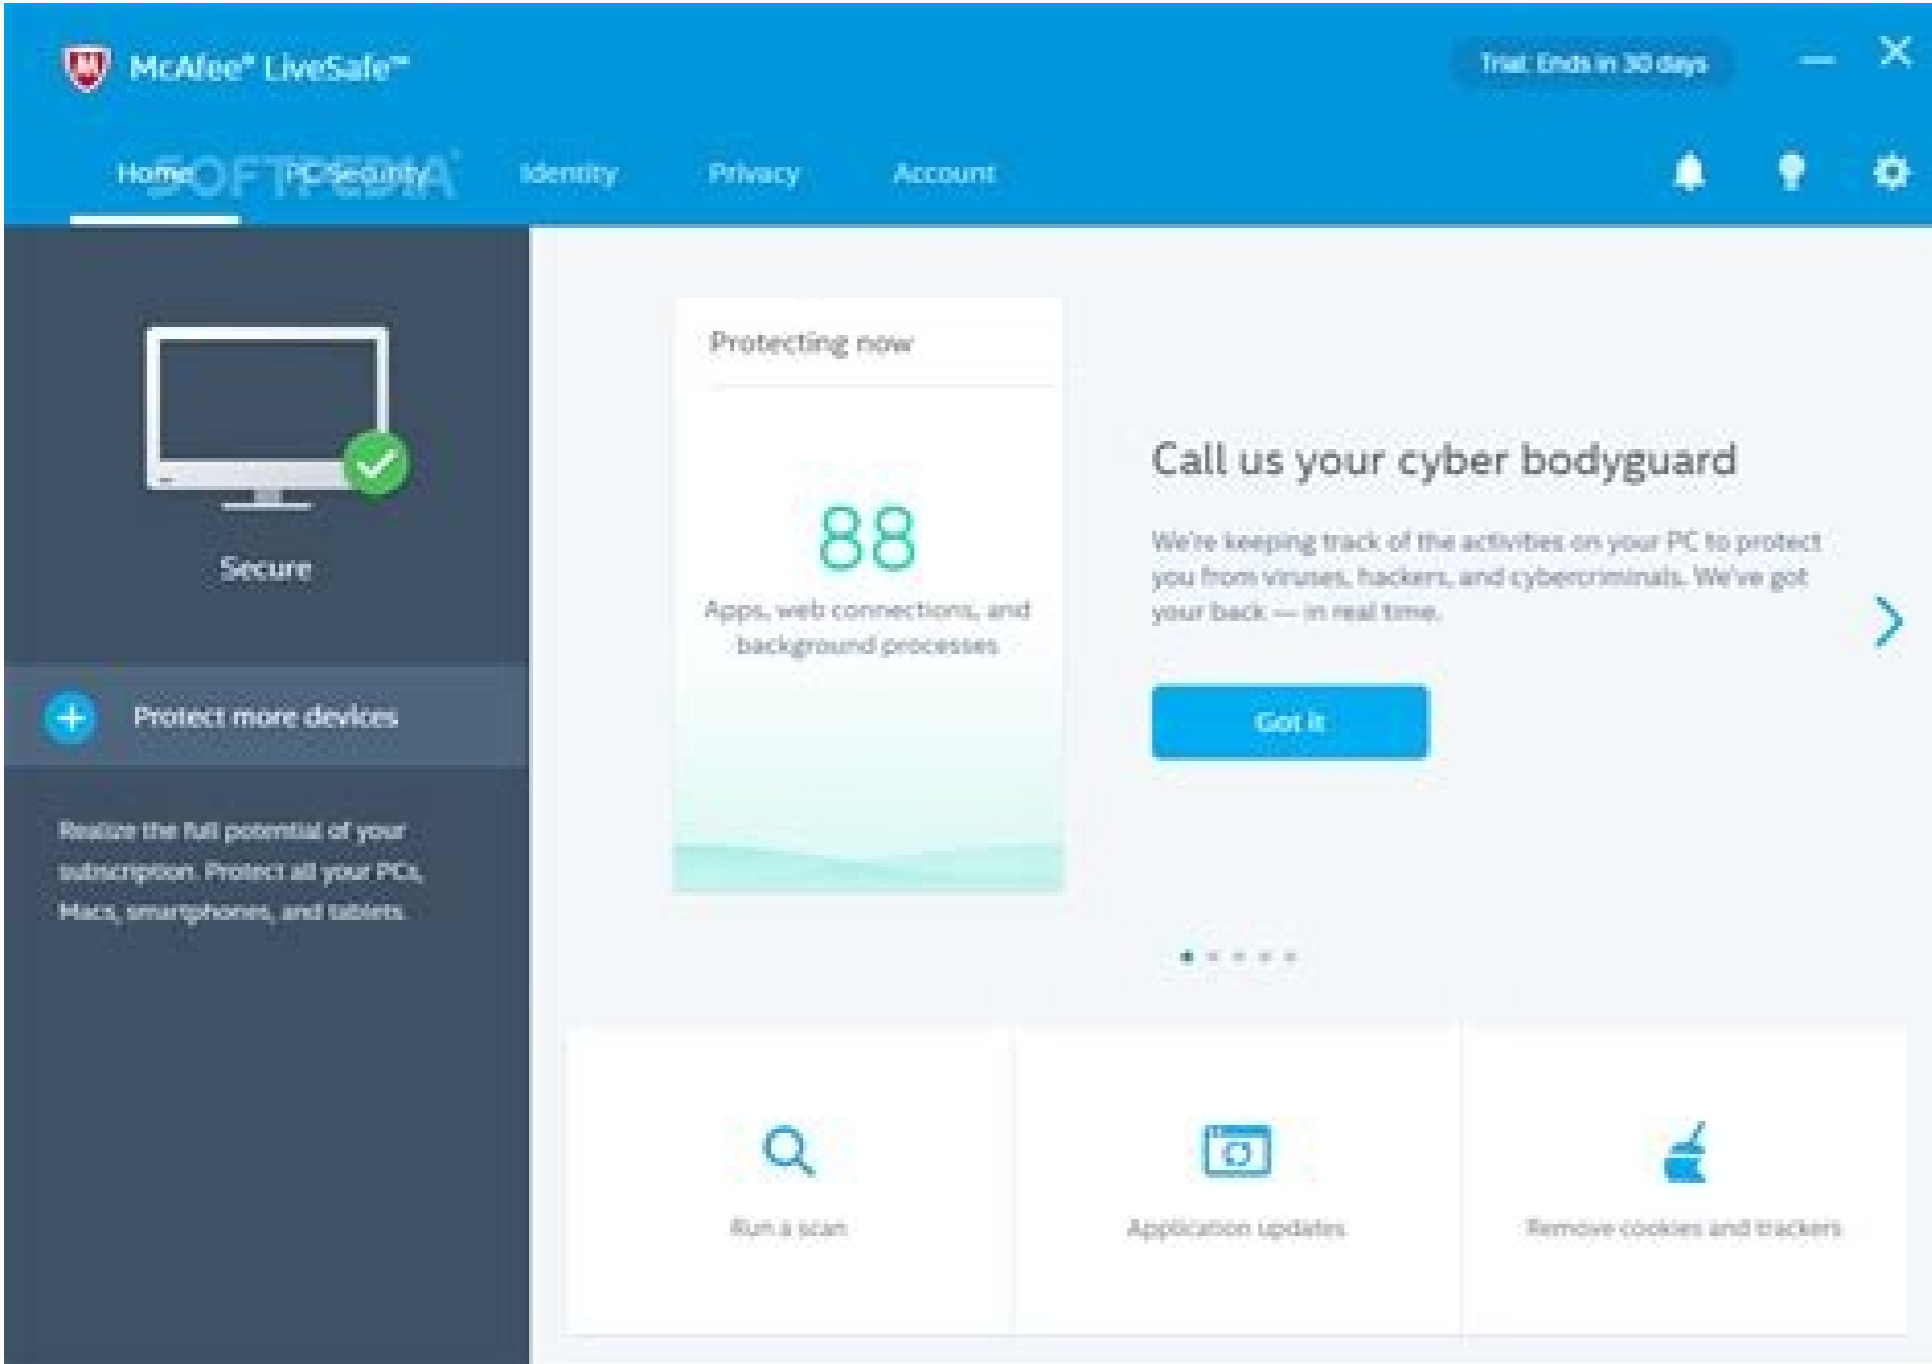 McAfee® LiveSafe™
Trial: Ends in 30 days
SOFTPEDIA
Home PC Security Identity Privacy Account
Secure
Protect more devices
Realize the full potential of your
subscription. Protect all your PCs,
Macs, smartphones, and tablets.
Protecting now
88
Apps, web connections, and
background processes
Call us your cyber bodyguard
We're keeping track of the activities on your PC to protect
you from viruses, hackers, and cybercriminals. We've got
your back — in real time.
Got it
Run a scan
Application updates
Remove cookies and trackers